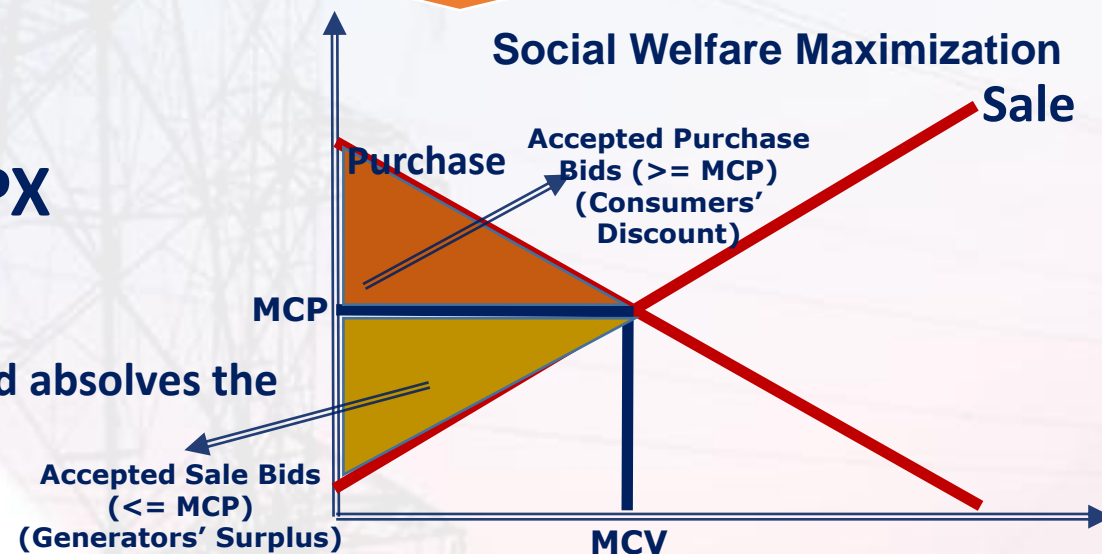 Social Welfare Maximization
Sale
Purchase
Accepted Purchase
Bids (>= MCP)
(Consumers’
Discount)
PX
MCP
d absolves the
Accepted Sale Bids
(<= MCP)
(Generators’ Surplus)
MCV